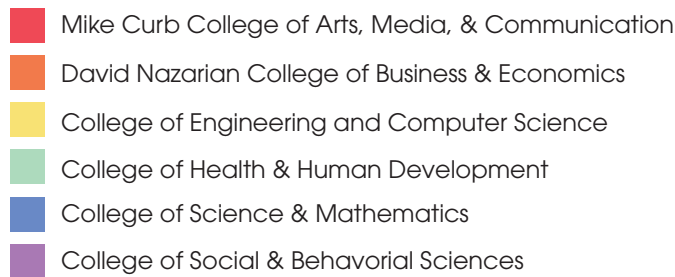 Mike Curb College of Arts, Media, & Communication
David Nazarian College of Business & Economics
College of Engineering and Computer Science
College of Health & Human Development
College of Science & Mathematics
College of Social & Behavorial Sciences